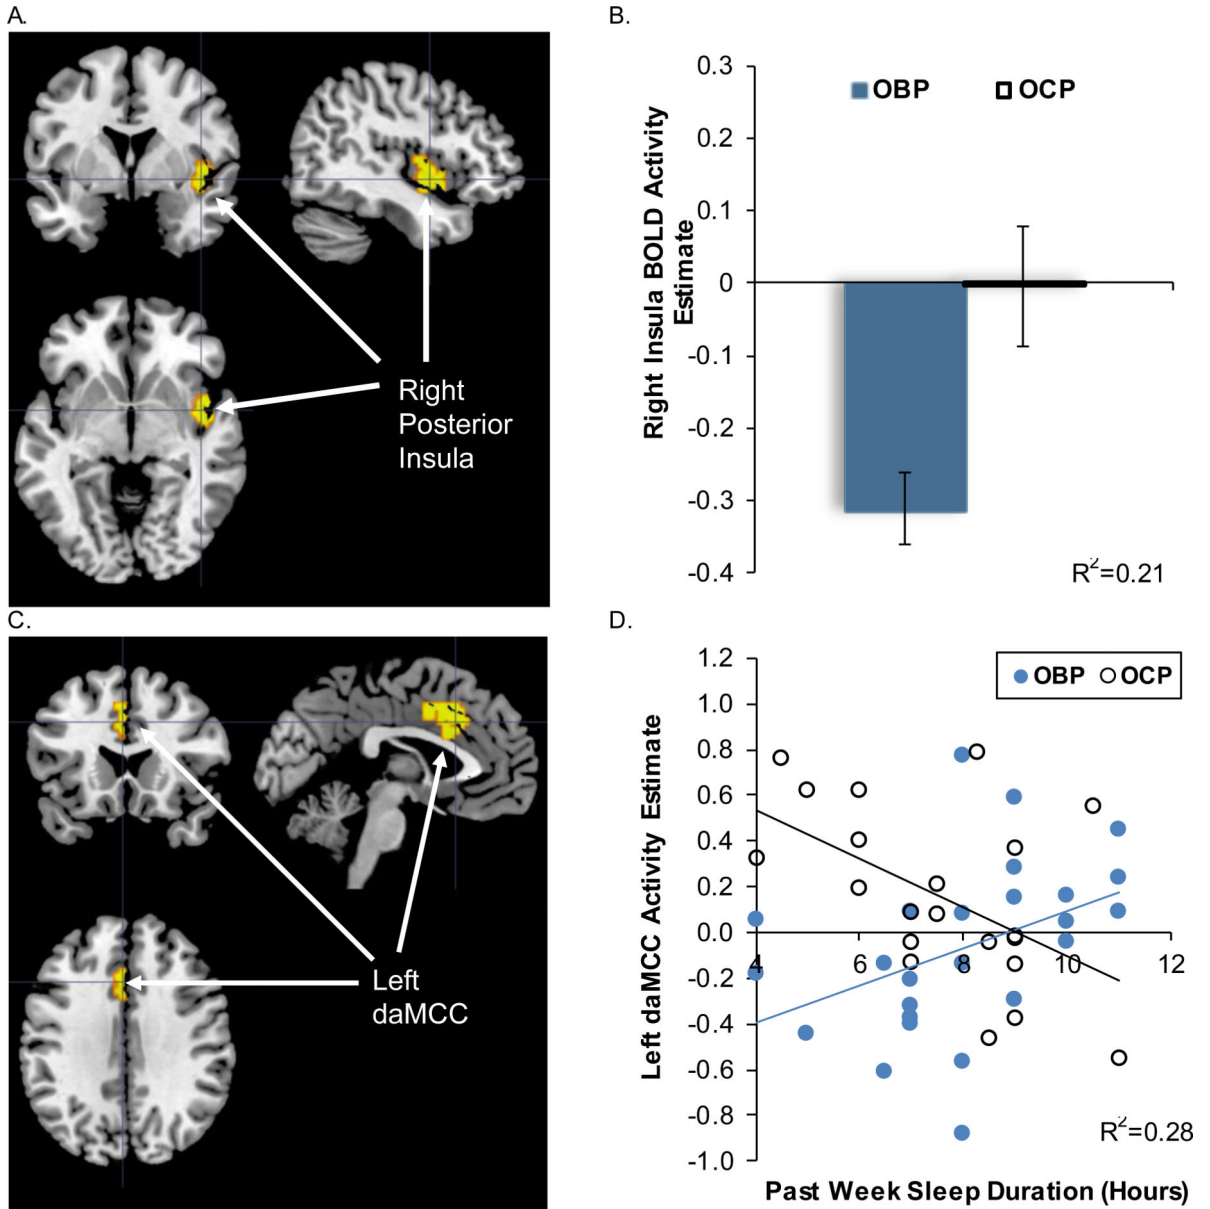 A.
Right
Posterior
Insula
B.
OBP OCP
Right Insula BOLD Activity
Estimate
0.3
0.2
0.1
0
-0.1
-0.2
-0.3
-0.4
R²=0.21
C.
Left
daMCC
D.
OBP OCP
Left daMCC Activity Estimate
1.2
1.0
0.8
0.6
0.4
0.2
0.0
-0.2
-0.4
-0.6
-0.8
-1.0
4 6 8 10 12
R²=0.28
Past Week Sleep Duration (Hours)